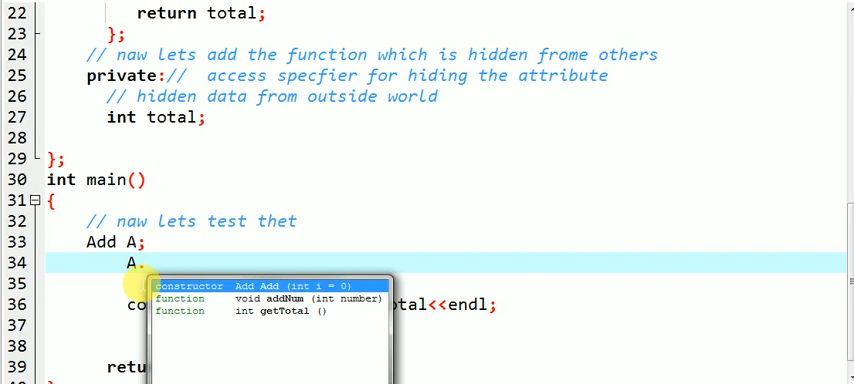 22 return total;
23 };
24 // naw lets add the function which is hidden frome others
25 private:// access specfier for hiding the attribute
26 // hidden data from outside world
27 int total;
28
29 };
30 int main()
31 {
32 // naw lets test thet
33 Add A;
34 A.
35
constructor Add Add (int i = 0)
function void addNum (int number)
function int getTotal ()
36 <<endl;
37
38
39